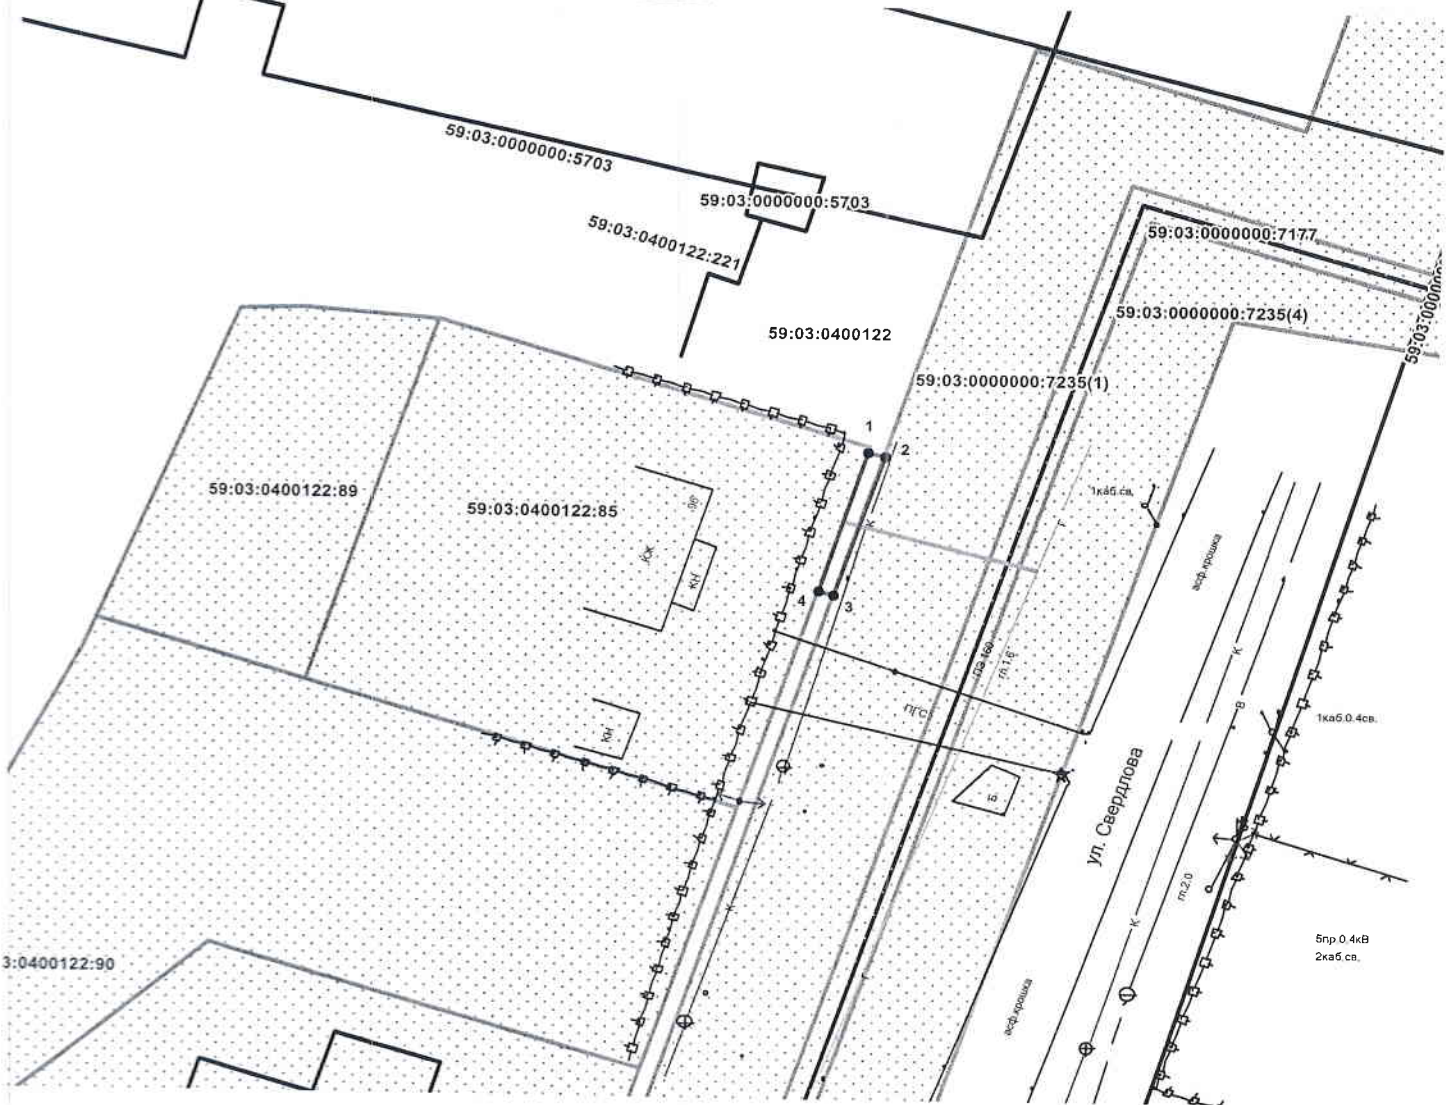 59:03:0000000:5703
59:03:0000000:5703
59:03:0400122:221
59:03:0000000:7177
59:03:0000000:7235(4)
59:03:0400122
59:03:0000000:7235(1)
1
2
59:03:0400122:89
59:03:0400122:85
1каб.св.
К
Г
КЖ
КН
асф.крошка
4
3
ПЭ 160
гл.1.6
К
ПГС
В
1каб.0.4св.
КН
Б
ул. Свердлова
гл.2.0
К
К
5пр.0,4кВ
2каб.св.
3:0400122:90
Г
асф.крошка